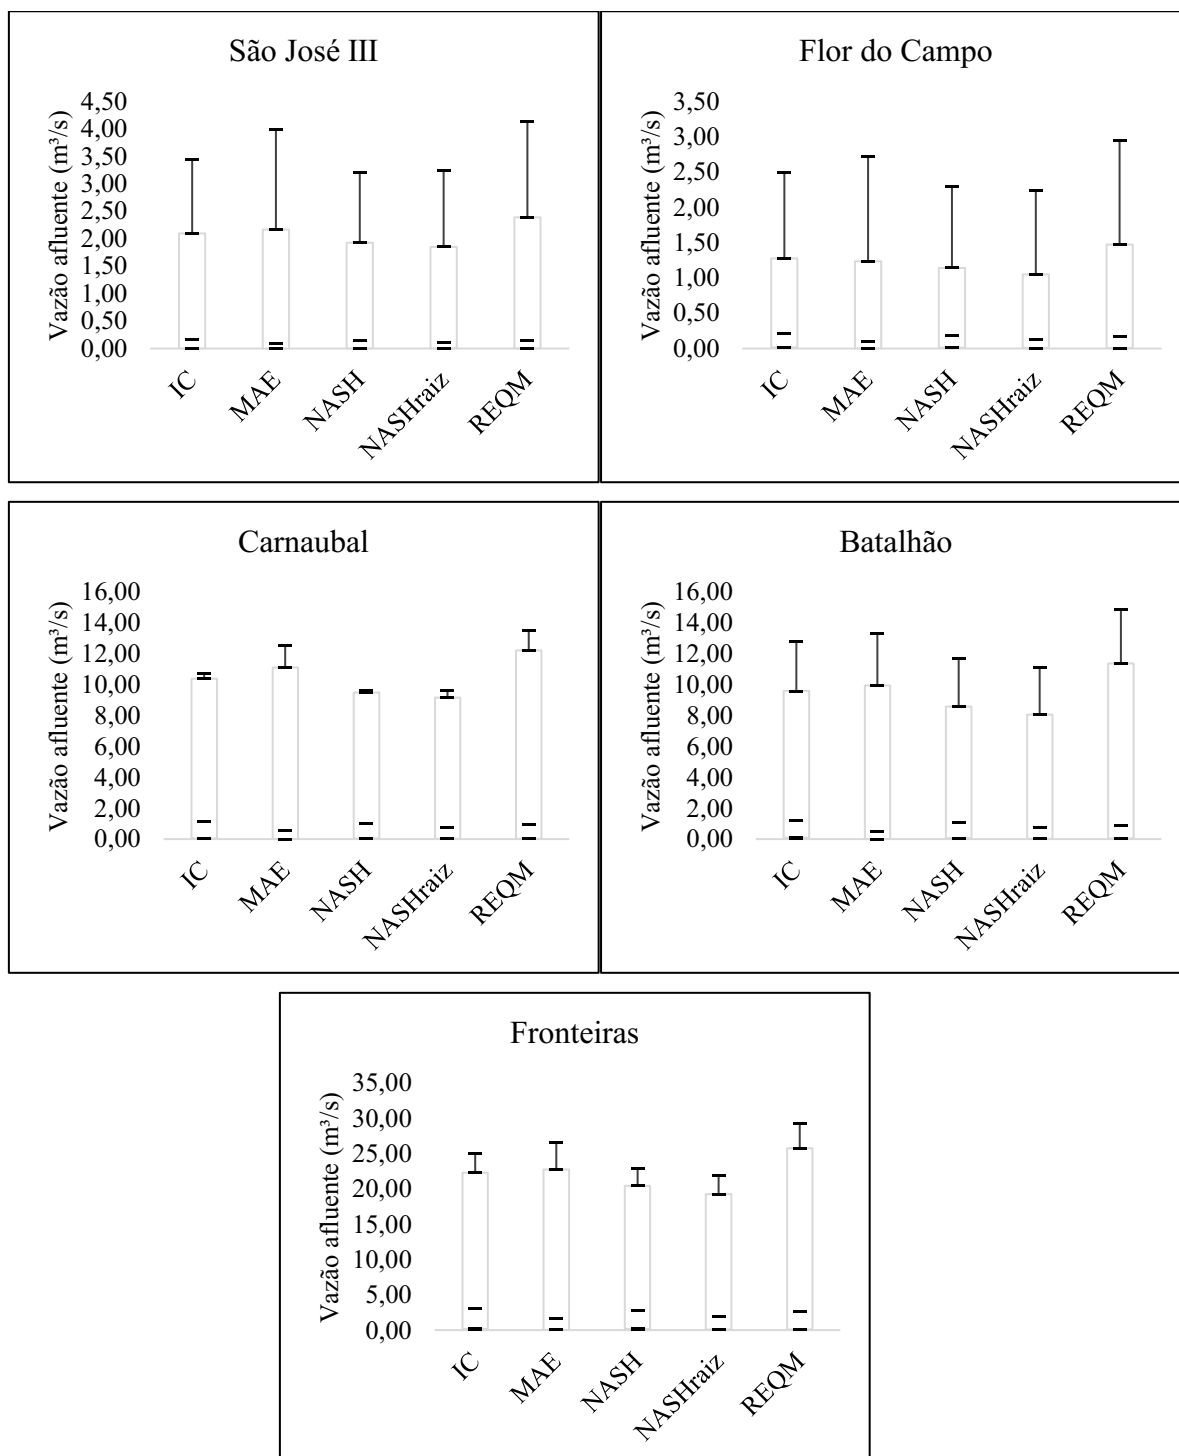 São José III
Vazão afluente (m³/s)
4,50
4,00
3,50
3,00
2,50
2,00
1,50
1,00
0,50
0,00
IC
MAE
NASH
NASHraiz
REQM
Flor do Campo
Vazão afluente (m³/s)
3,50
3,00
2,50
2,00
1,50
1,00
0,50
0,00
IC
MAE
NASH
NASHraiz
REQM
Carnaubal
Vazão afluente (m³/s)
16,00
14,00
12,00
10,00
8,00
6,00
4,00
2,00
0,00
IC
MAE
NASH
NASHraiz
REQM
Batalhão
Vazão afluente (m³/s)
16,00
14,00
12,00
10,00
8,00
6,00
4,00
2,00
0,00
IC
MAE
NASH
NASHraiz
REQM
Fronteiras
Vazão afluente (m³/s)
35,00
30,00
25,00
20,00
15,00
10,00
5,00
0,00
IC
MAE
NASH
NASHraiz
REQM